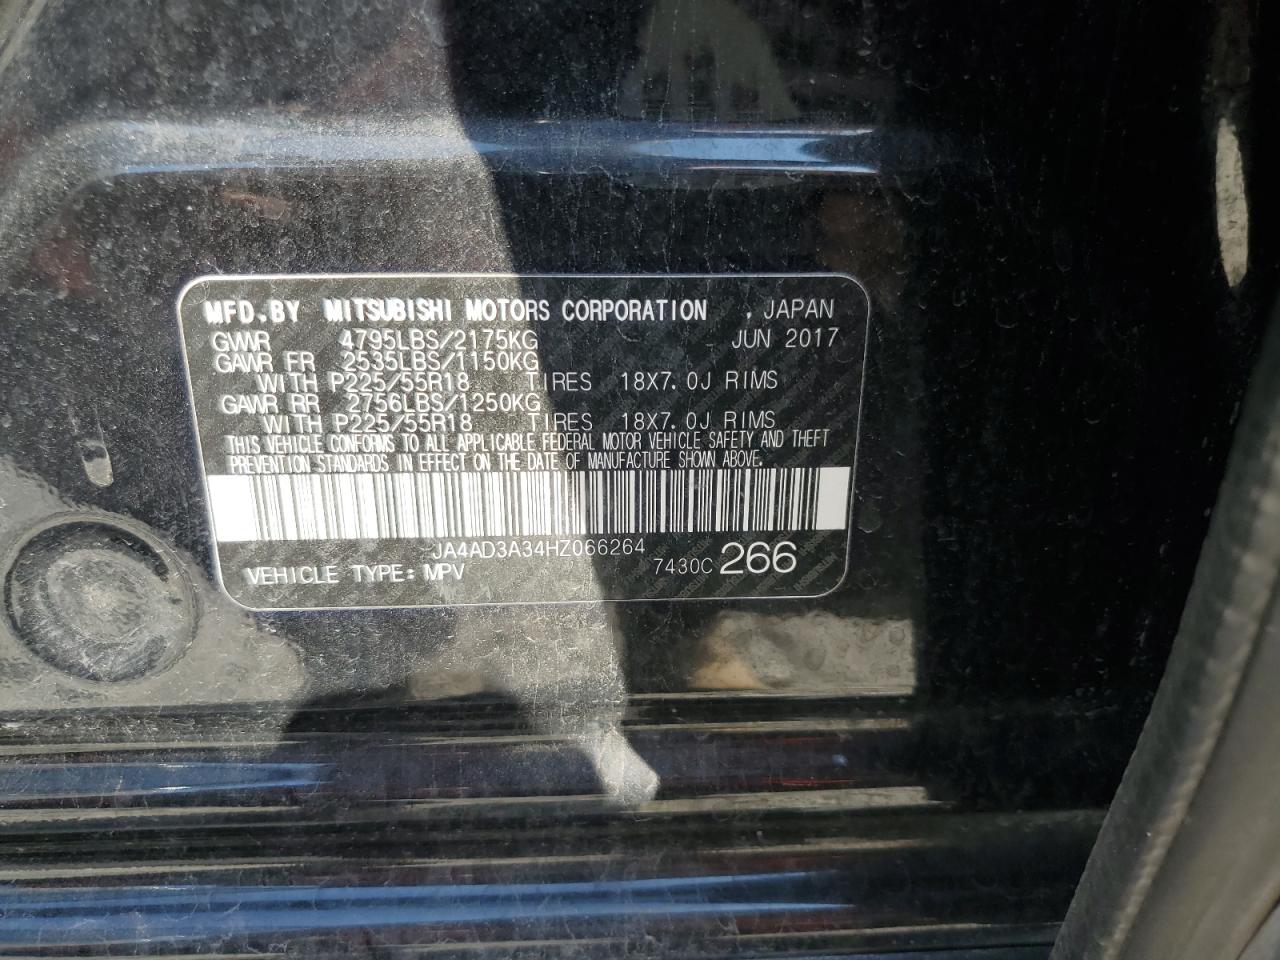 MFD.BY MITSUBISHI MOTORS CORPORATION , JAPAN
GVWR 4795LBS/2175KG JUN 2017
GAWR FR 2535LBS/1150KG
WITH P225/55R18 TIRES 18X7.0J RIMS
GAWR RR 2756LBS/1250KG
WITH P225/55R18 TIRES 18X7.0J RIMS
THIS VEHICLE CONFORMS TO ALL APPLICABLE FEDERAL MOTOR VEHICLE SAFETY AND THEFT
PREVENTION STANDARDS IN EFFECT ON THE DATE OF MANUFACTURE SHOWN ABOVE.
JA4AD3A34HZ066264
VEHICLE TYPE: MPV 7430C 266